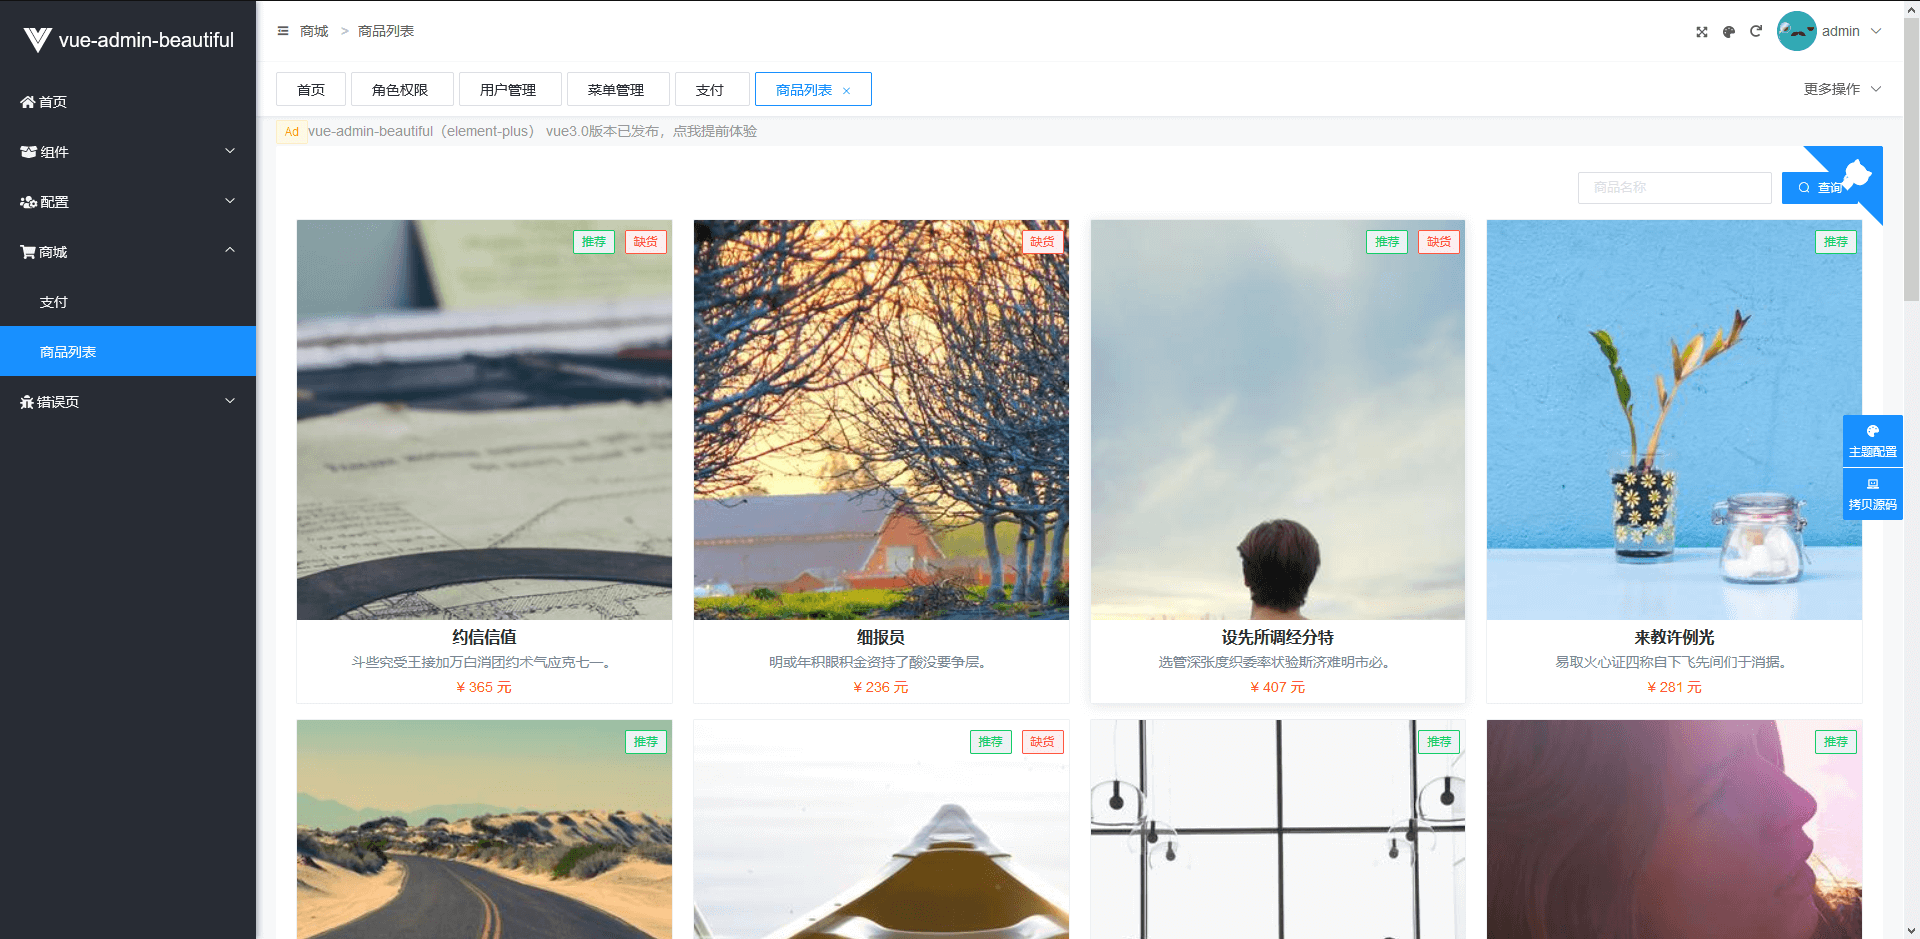 vue-admin-beautiful
首页
组件
配置
商城
支付
商品列表
错误页
商城 > 商品列表
admin
首页
角色权限
用户管理
菜单管理
支付
商品列表
更多操作
Ad vue-admin-beautiful（element-plus） vue3.0版本已发布，点我提前体验
商品名称
查询
推荐 缺货
缺货
推荐 缺货
推荐
约信信值
斗些究受王接加万白消团约术气应克七一。
¥ 365 元
细报员
明或年积眼积金资持了酸没要争层。
¥ 236 元
设先所调经分特
选管深张度织委率状验斯济难明市必。
¥ 407 元
来教许例光
易取火心证四称自下飞先间们于消据。
¥ 281 元
主题配置
拷贝源码
推荐
推荐 缺货
推荐
推荐